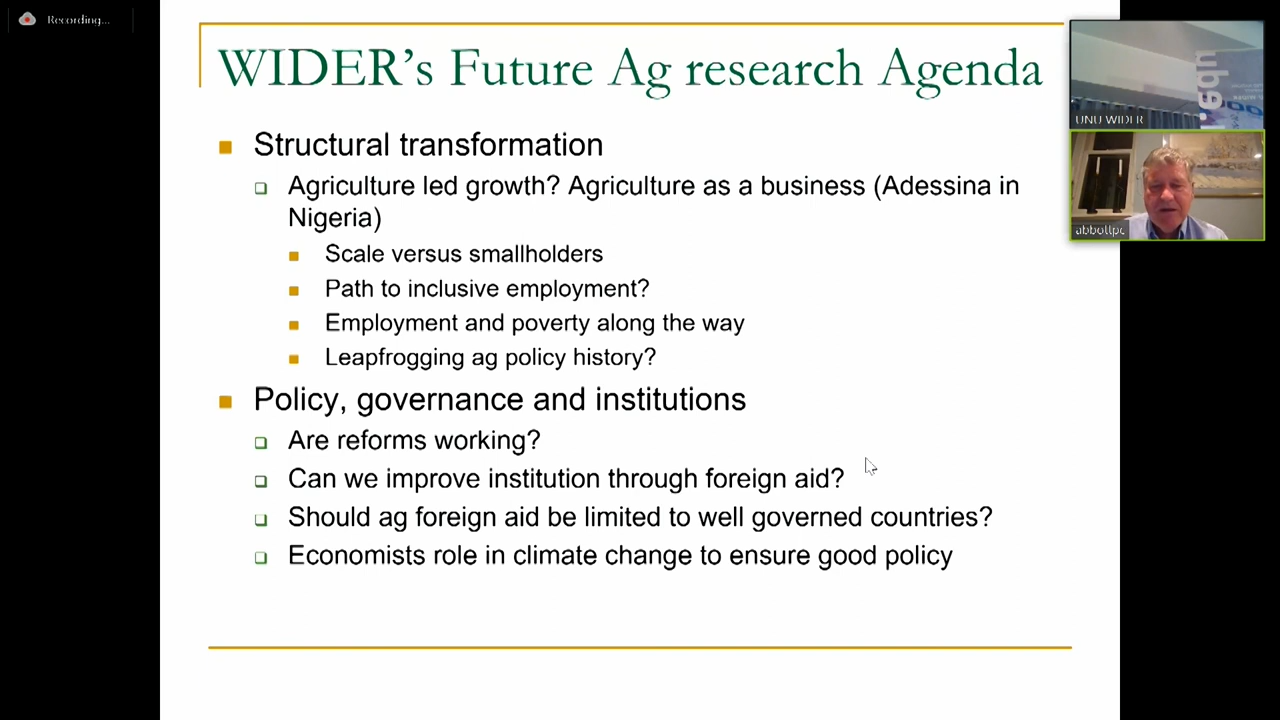 Recording...
WIDER's Future Ag research Agenda
Structural transformation
Agriculture led growth? Agriculture as a business (Adessina in
Nigeria)
Scale versus smallholders
Path to inclusive employment?
Employment and poverty along the way
Leapfrogging ag policy history?
Policy, governance and institutions
Are reforms working?
Can we improve institution through foreign aid?
Should ag foreign aid be limited to well governed countries?
Economists role in climate change to ensure good policy
uba.
UNU WIDER
abbottpc